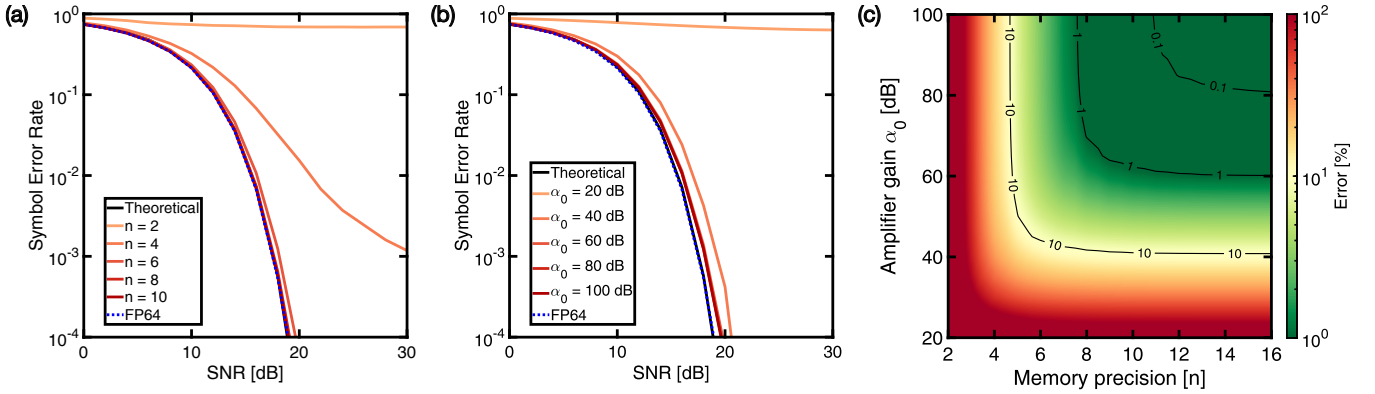 (a)
10^0
10^-1
10^-2
10^-3
10^-4
Symbol Error Rate
Theoretical
n = 2
n = 4
n = 6
n = 8
n = 10
FP64
0 10 20 30
SNR [dB]
(b)
10^0
10^-1
10^-2
10^-3
10^-4
Symbol Error Rate
Theoretical
α_0 = 20 dB
α_0 = 40 dB
α_0 = 60 dB
α_0 = 80 dB
α_0 = 100 dB
FP64
0 10 20 30
SNR [dB]
(c)
100
80
60
40
20
Amplifier gain α_0 [dB]
10
10
10
10
10
10
1
1
1
1
0.1
0.1
2 4 6 8 10 12 14 16
Memory precision [n]
10^2
10^1
10^0
Error [%]